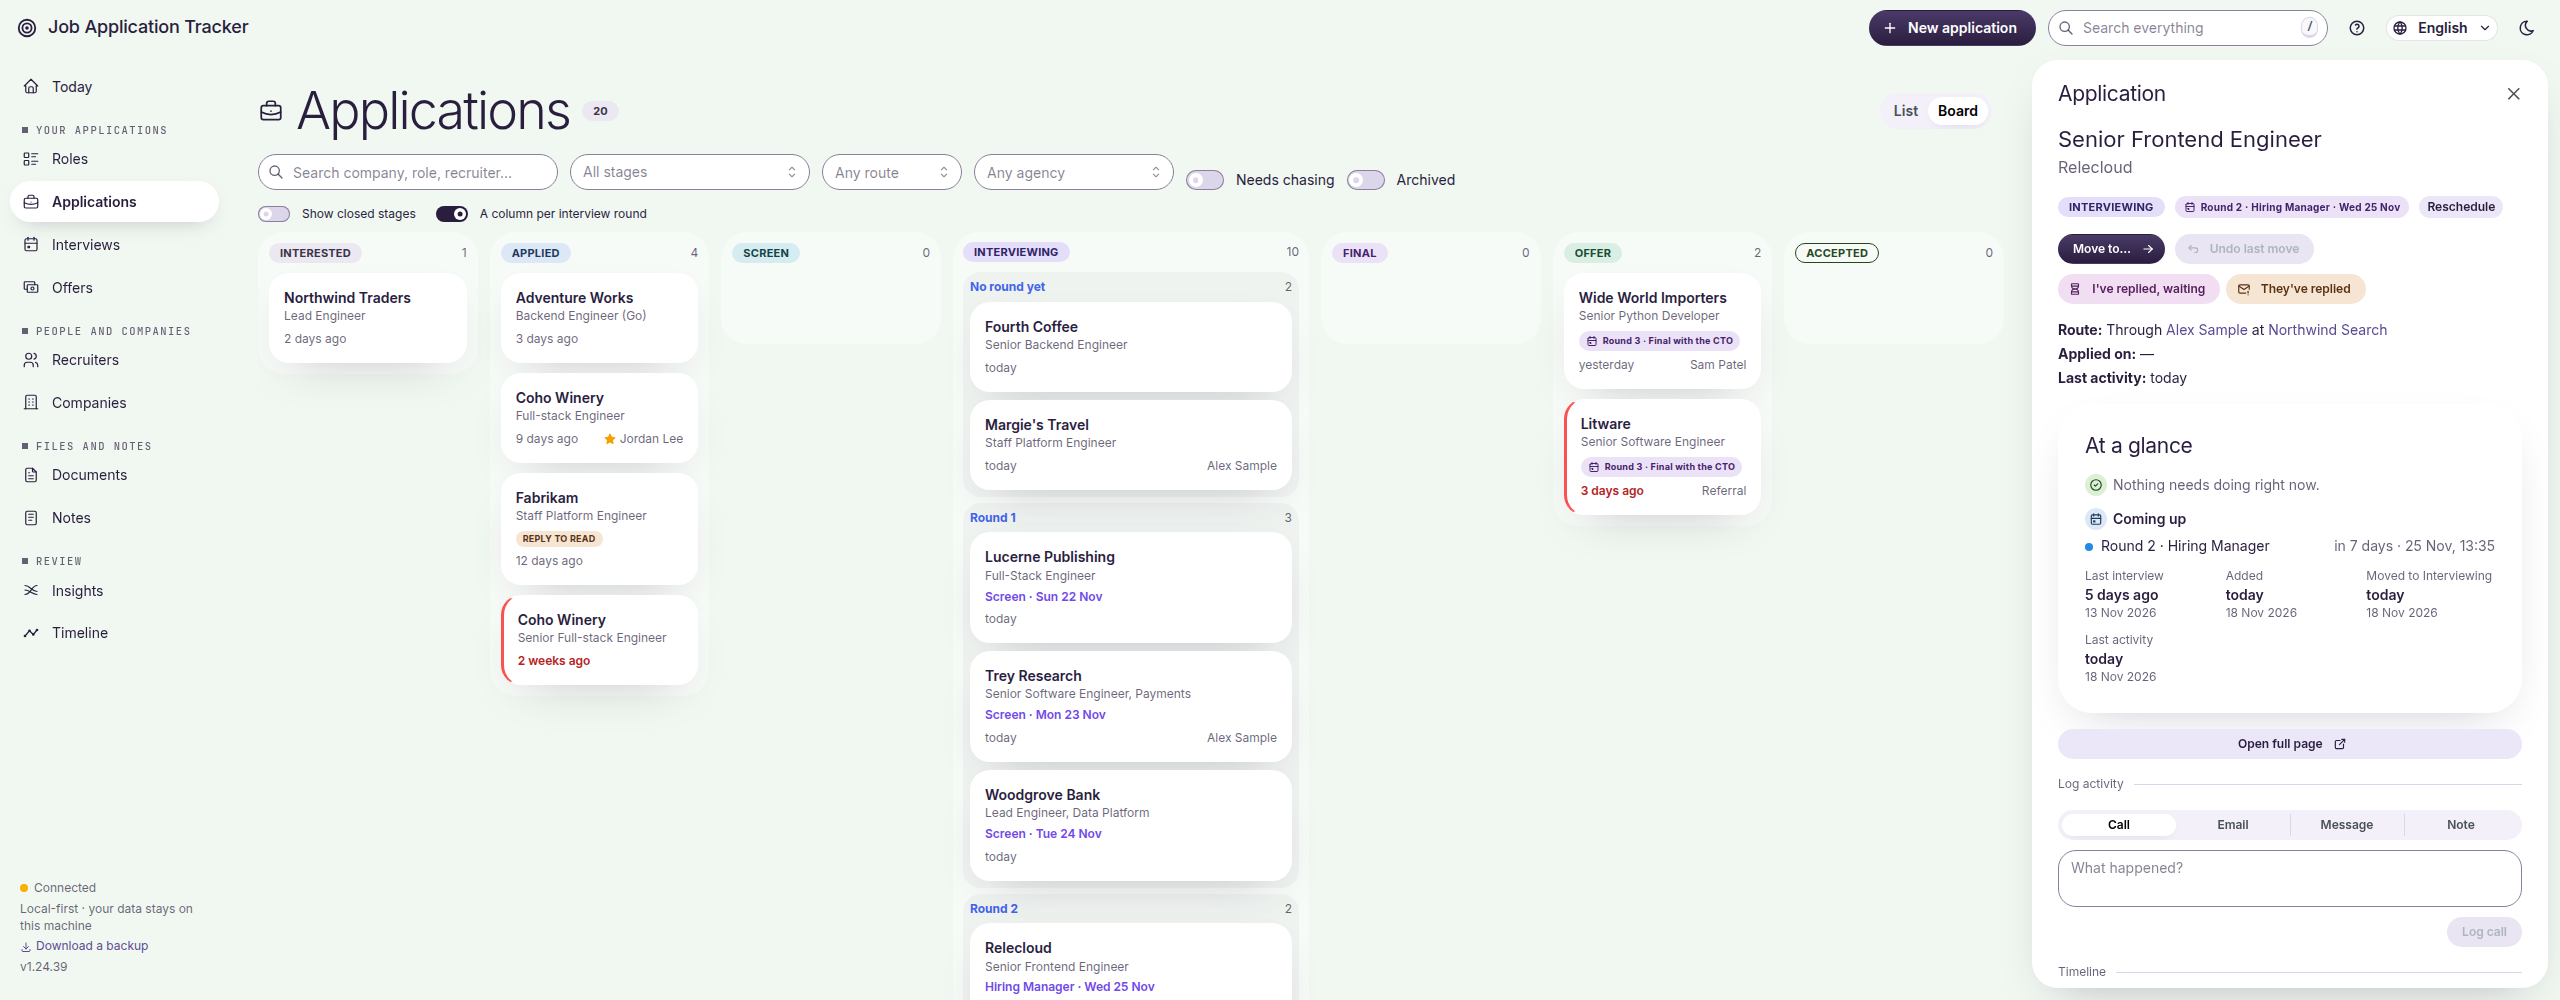 Job Application Tracker
New application
Search everything
/
English
Today
YOUR APPLICATIONS
Roles
Applications
Interviews
Offers
PEOPLE AND COMPANIES
Recruiters
Companies
FILES AND NOTES
Documents
Notes
REVIEW
Insights
Timeline
Connected
Local-first · your data stays on
this machine
Download a backup
v1.24.39
Applications 20
List Board
Search company, role, recruiter...
All stages
Any route
Any agency
Needs chasing
Archived
Show closed stages
A column per interview round
INTERESTED 1
Northwind Traders
Lead Engineer
2 days ago
APPLIED 4
Adventure Works
Backend Engineer (Go)
3 days ago
Coho Winery
Full-stack Engineer
9 days ago Jordan Lee
Fabrikam
Staff Platform Engineer
REPLY TO READ
12 days ago
Coho Winery
Senior Full-stack Engineer
2 weeks ago
SCREEN 0
INTERVIEWING 10
No round yet 2
Fourth Coffee
Senior Backend Engineer
today
Margie's Travel
Staff Platform Engineer
today Alex Sample
Round 1 3
Lucerne Publishing
Full-Stack Engineer
Screen · Sun 22 Nov
today
Trey Research
Senior Software Engineer, Payments
Screen · Mon 23 Nov
today Alex Sample
Woodgrove Bank
Lead Engineer, Data Platform
Screen · Tue 24 Nov
today
Round 2 2
Relecloud
Senior Frontend Engineer
Hiring Manager · Wed 25 Nov
FINAL 0
OFFER 2
Wide World Importers
Senior Python Developer
Round 3 · Final with the CTO
yesterday Sam Patel
Litware
Senior Software Engineer
Round 3 · Final with the CTO
3 days ago Referral
ACCEPTED 0
Application
Senior Frontend Engineer
Relecloud
INTERVIEWING Round 2 · Hiring Manager · Wed 25 Nov Reschedule
Move to... Undo last move
I've replied, waiting They've replied
Route: Through Alex Sample at Northwind Search
Applied on: —
Last activity: today
At a glance
Nothing needs doing right now.
Coming up
Round 2 · Hiring Manager in 7 days · 25 Nov, 13:35
Last interview Added Moved to Interviewing
5 days ago today today
13 Nov 2026 18 Nov 2026 18 Nov 2026
Last activity
today
18 Nov 2026
Open full page
Log activity
Call Email Message Note
What happened?
Log call
Timeline